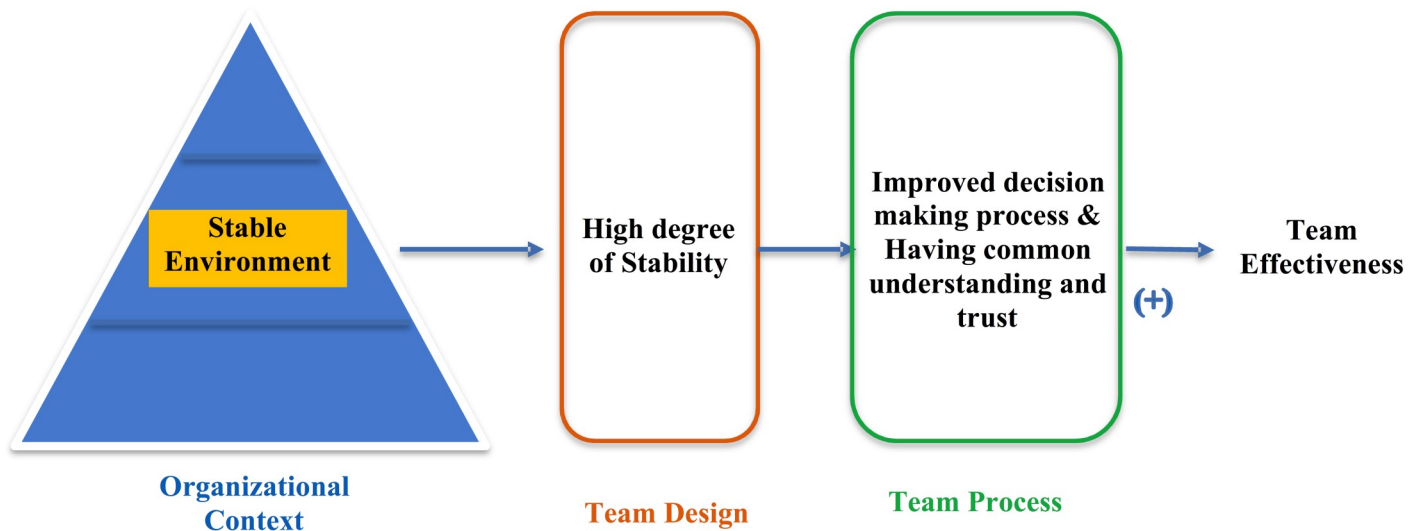 Stable
Environment
High degree
of Stability
Improved decision
making process &
Having common
understanding and
trust
(+)
Team
Effectiveness
Organizational
Context
Team Design
Team Process